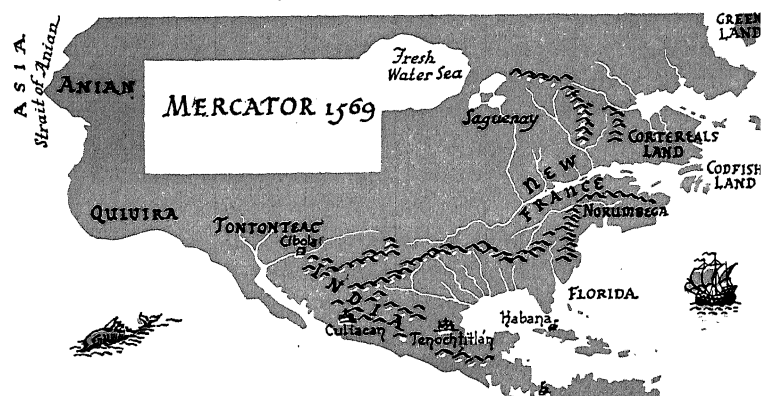 GREEN
LAND
ASIA
Strait of Anian
ANIAN
MERCATOR 1569
Fresh
Water Sea
Saguenay
CORTEREALS
LAND
CODFISH
LAND
NEW
FRANCE
NORUMBEGA
QUIVIRA
TONTONTEAC
Cibola
INDIA
FLORIDA
Culiacan
Tenochtitlán
Habana